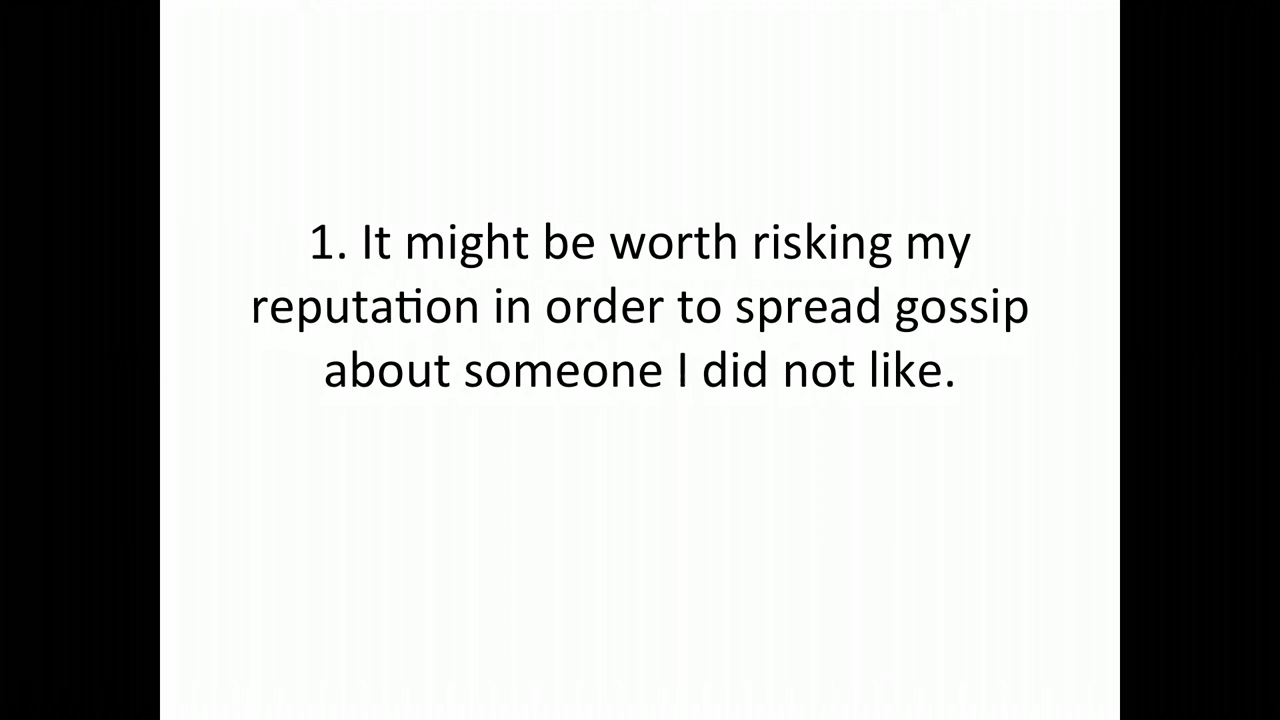 1. It might be worth risking my
reputation in order to spread gossip
about someone I did not like.